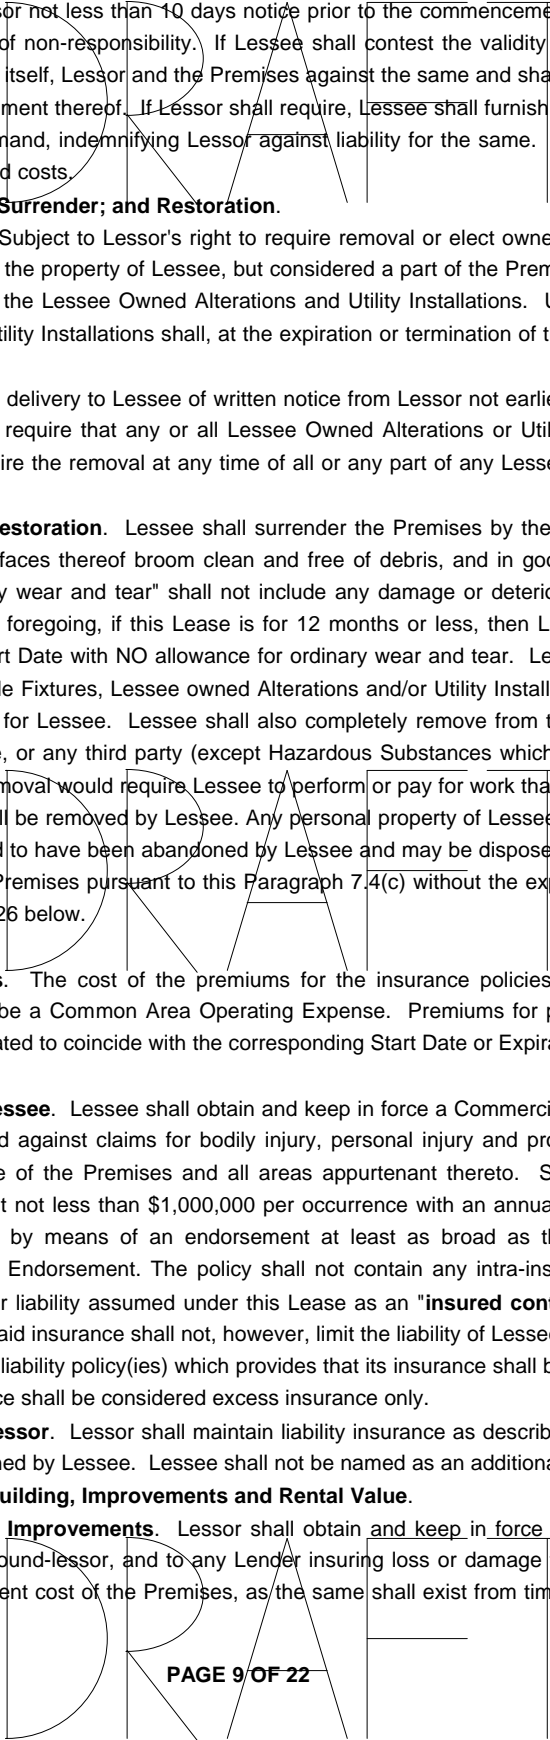 sor not less than 10 days notice prior to the commenceme
of non-responsibility. If Lessee shall contest the validity
itself, Lessor and the Premises against the same and sha
ment thereof. If Lessor shall require, Lessee shall furnish
mand, indemnifying Lessor against liability for the same.
d costs.
Surrender; and Restoration.
Subject to Lessor's right to require removal or elect owne
the property of Lessee, but considered a part of the Prem
the Lessee Owned Alterations and Utility Installations. U
tility Installations shall, at the expiration or termination of t
delivery to Lessee of written notice from Lessor not earlie
require that any or all Lessee Owned Alterations or Util
ire the removal at any time of all or any part of any Lesse
estoration. Lessee shall surrender the Premises by the
faces thereof broom clean and free of debris, and in goo
y wear and tear" shall not include any damage or deterio
foregoing, if this Lease is for 12 months or less, then L
rt Date with NO allowance for ordinary wear and tear. Le
le Fixtures, Lessee owned Alterations and/or Utility Install
for Lessee. Lessee shall also completely remove from t
e, or any third party (except Hazardous Substances which
moval would require Lessee to perform or pay for work tha
ll be removed by Lessee. Any personal property of Lessee
d to have been abandoned by Lessee and may be dispose
Premises pursuant to this Paragraph 7.4(c) without the exp
26 below.
s. The cost of the premiums for the insurance policies
be a Common Area Operating Expense. Premiums for p
ated to coincide with the corresponding Start Date or Expira
essee. Lessee shall obtain and keep in force a Commerci
d against claims for bodily injury, personal injury and pro
e of the Premises and all areas appurtenant thereto. S
t not less than $1,000,000 per occurrence with an annua
by means of an endorsement at least as broad as th
Endorsement. The policy shall not contain any intra-ins
r liability assumed under this Lease as an "insured cont
aid insurance shall not, however, limit the liability of Lessee
liability policy(ies) which provides that its insurance shall b
ce shall be considered excess insurance only.
essor. Lessor shall maintain liability insurance as describ
ned by Lessee. Lessee shall not be named as an additiona
uilding, Improvements and Rental Value.
Improvements. Lessor shall obtain and keep in force
ound-lessor, and to any Lender insuring loss or damage
ent cost of the Premises, as the same shall exist from tim
PAGE 9 OF 22
DRAFT
DRAFT
DRAFT